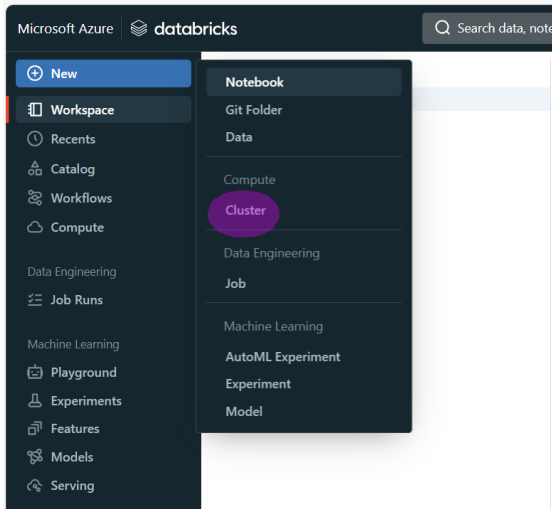 Microsoft Azure databricks Search data, note
New
Workspace
Recents
Catalog
Workflows
Compute
Data Engineering
Job Runs
Machine Learning
Playground
Experiments
Features
Models
Serving
Notebook
Git Folder
Data
Compute
Cluster
Data Engineering
Job
Machine Learning
AutoML Experiment
Experiment
Model